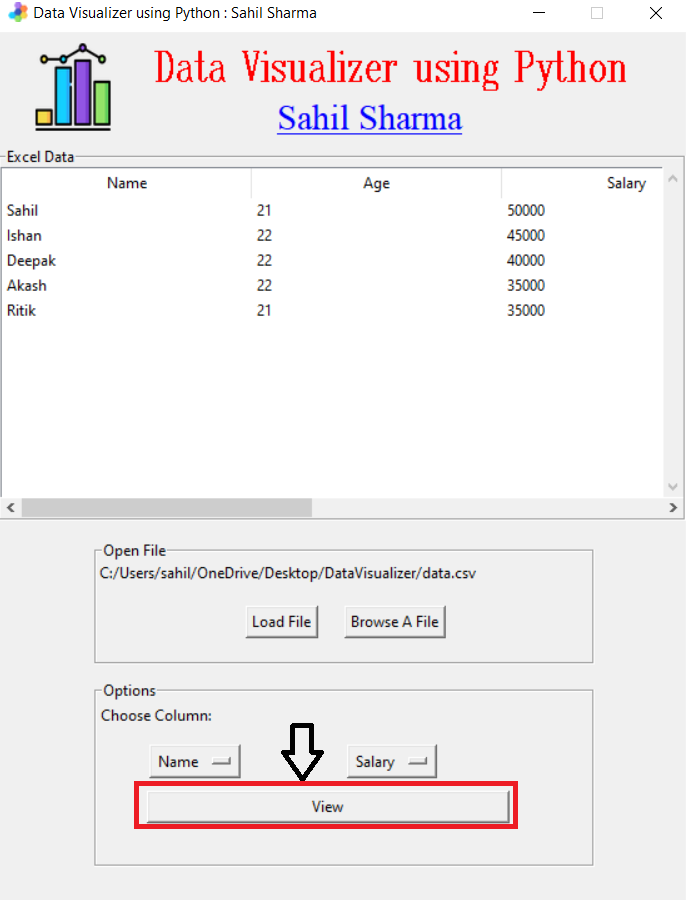 Data Visualizer using Python : Sahil Sharma
Data Visualizer using Python
Sahil Sharma
Excel Data
Name Age Salary
Sahil 21 50000
Ishan 22 45000
Deepak 22 40000
Akash 22 35000
Ritik 21 35000
Open File
C:/Users/sahil/OneDrive/Desktop/DataVisualizer/data.csv
Load File Browse A File
Options
Choose Column:
Name Salary
View